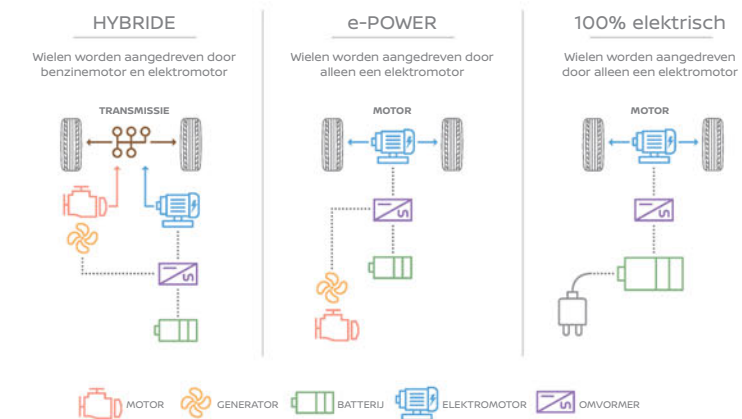 HYBRIDE
Wielen worden aangedreven door
benzinemotor en elektromotor
TRANSMISSIE
e-POWER
Wielen worden aangedreven door
alleen een elektromotor
MOTOR
100% elektrisch
Wielen worden aangedreven
door alleen een elektromotor
MOTOR
MOTOR GENERATOR BATTERIJ ELEKTROMOTOR OMVORMER